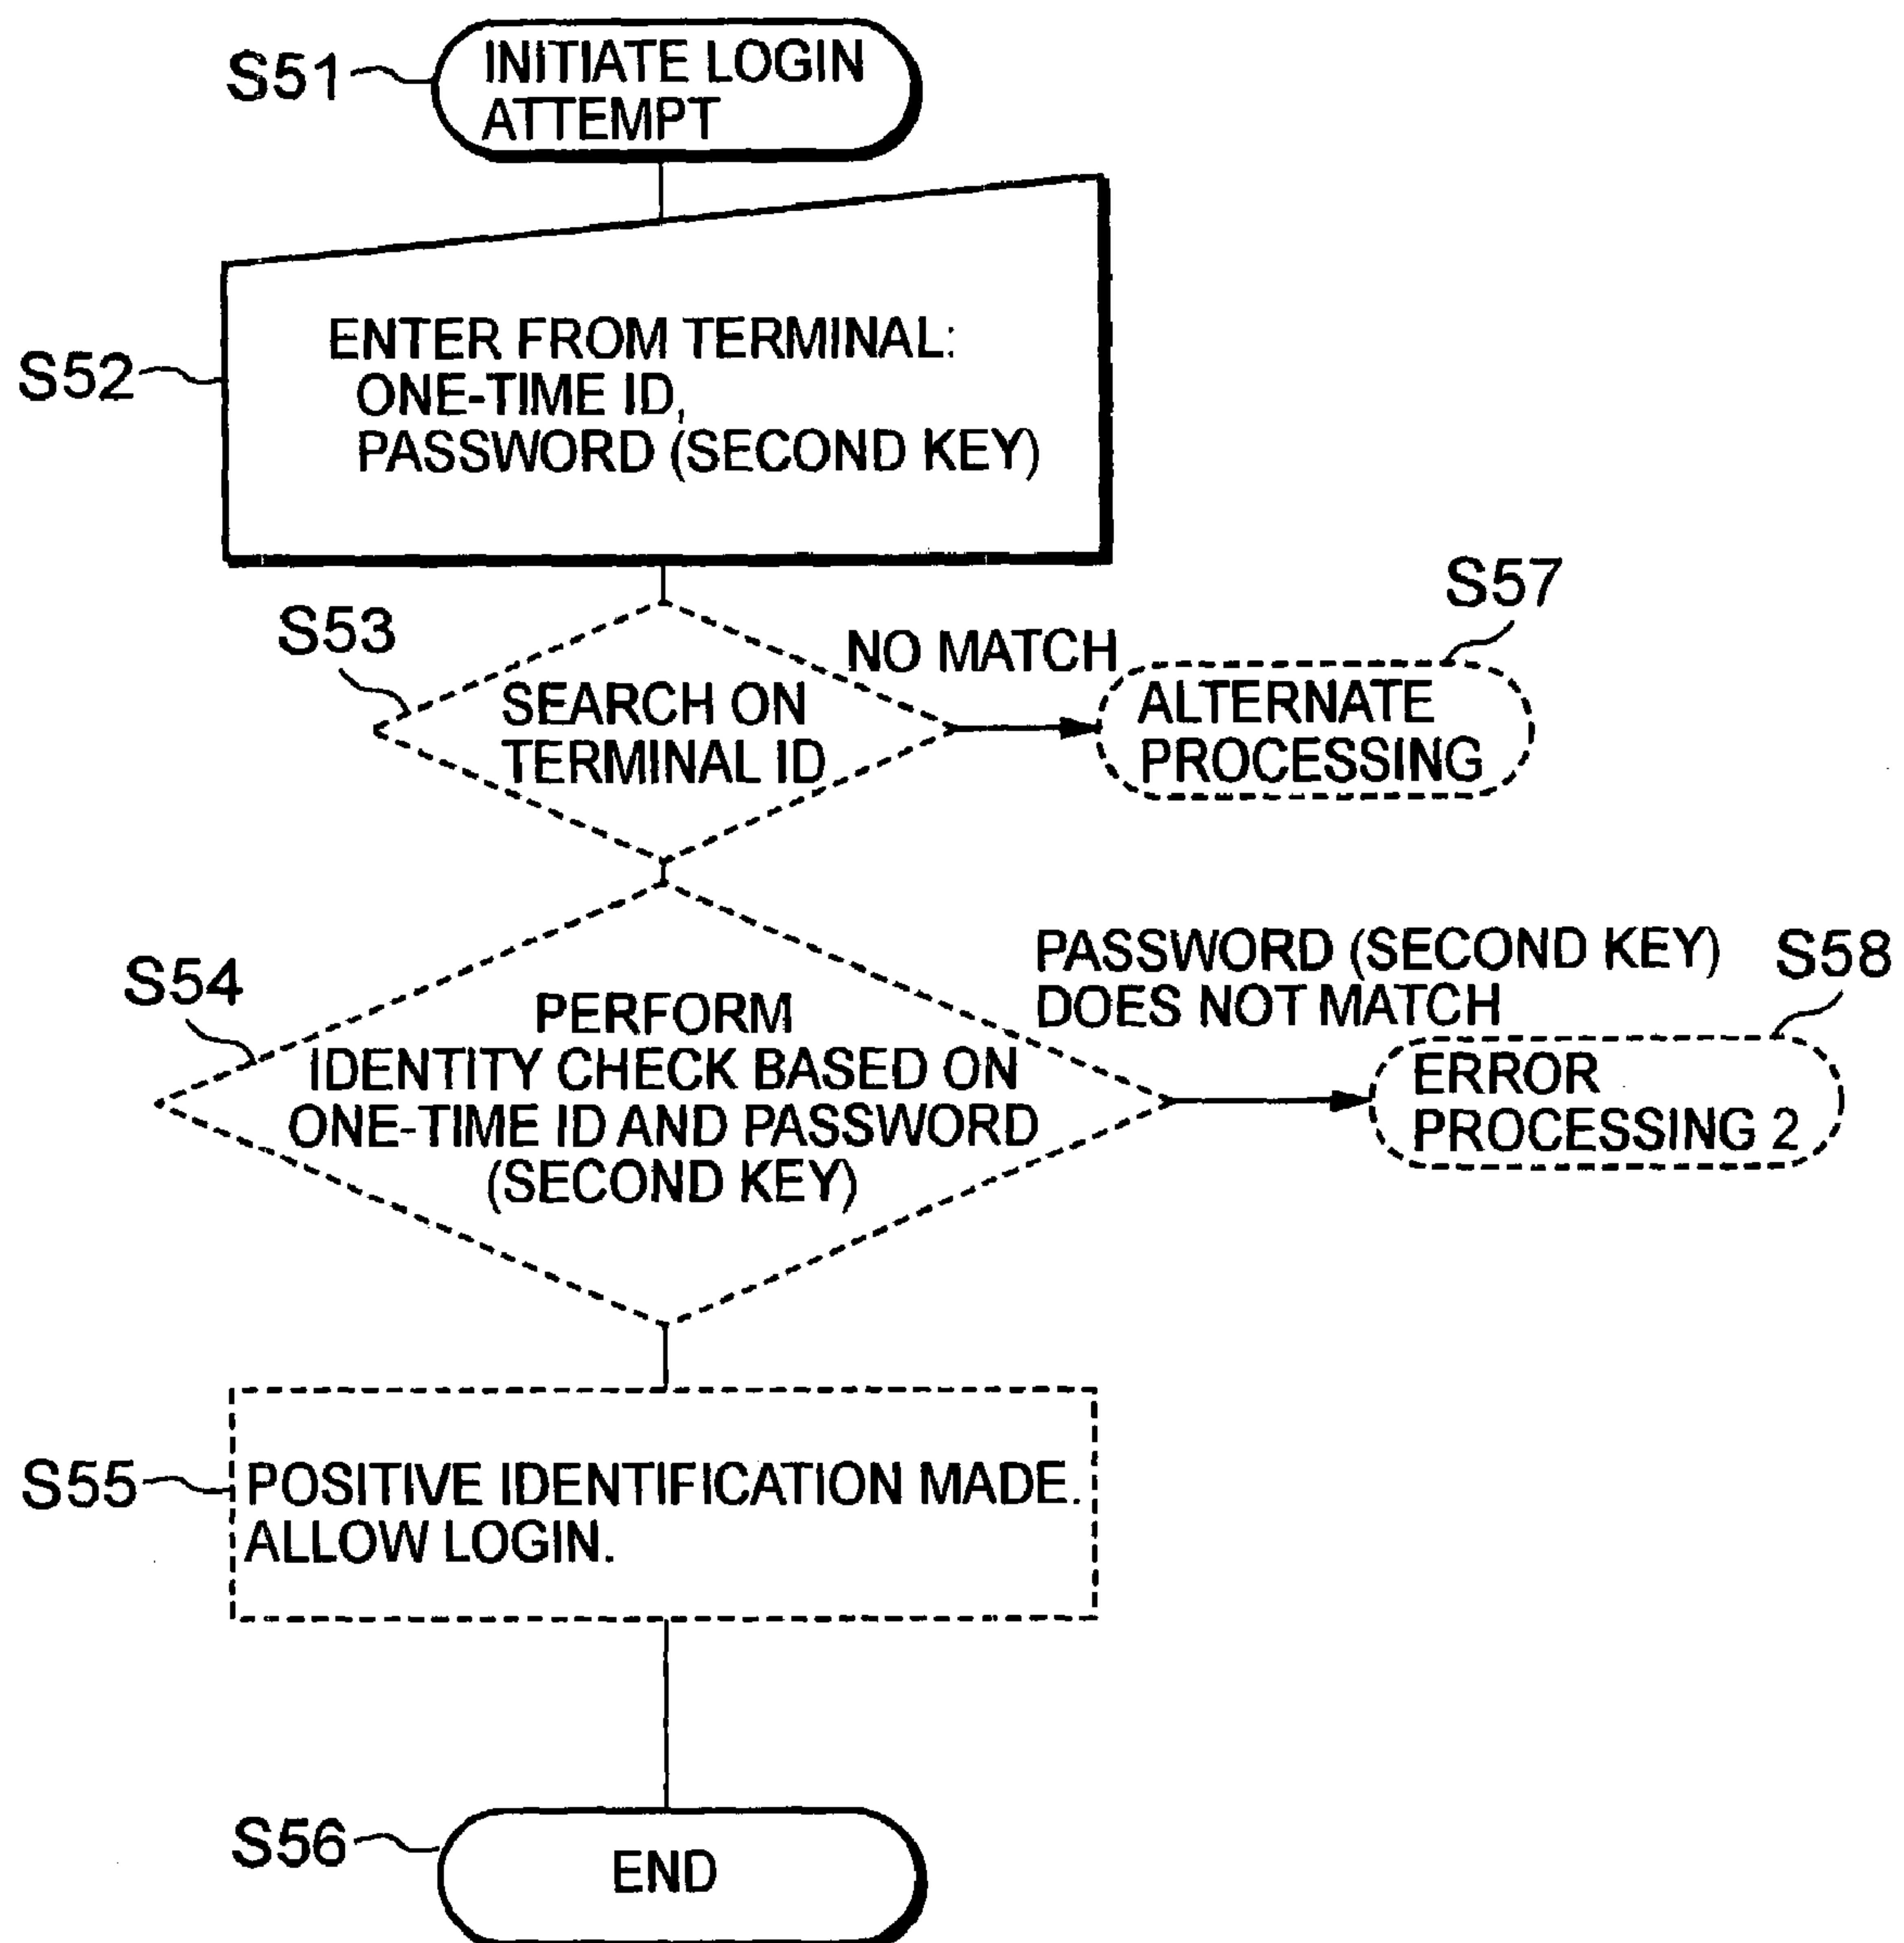 S51
INITIATE LOGIN
ATTEMPT
S52
ENTER FROM TERMINAL:
ONE-TIME ID,
PASSWORD (SECOND KEY)
S53
SEARCH ON
TERMINAL ID
NO MATCH
S57
ALTERNATE
PROCESSING
S54
PERFORM
IDENTITY CHECK BASED ON
ONE-TIME ID AND PASSWORD
(SECOND KEY)
PASSWORD (SECOND KEY)
DOES NOT MATCH
S58
ERROR
PROCESSING 2
S55
POSITIVE IDENTIFICATION MADE.
ALLOW LOGIN.
S56
END